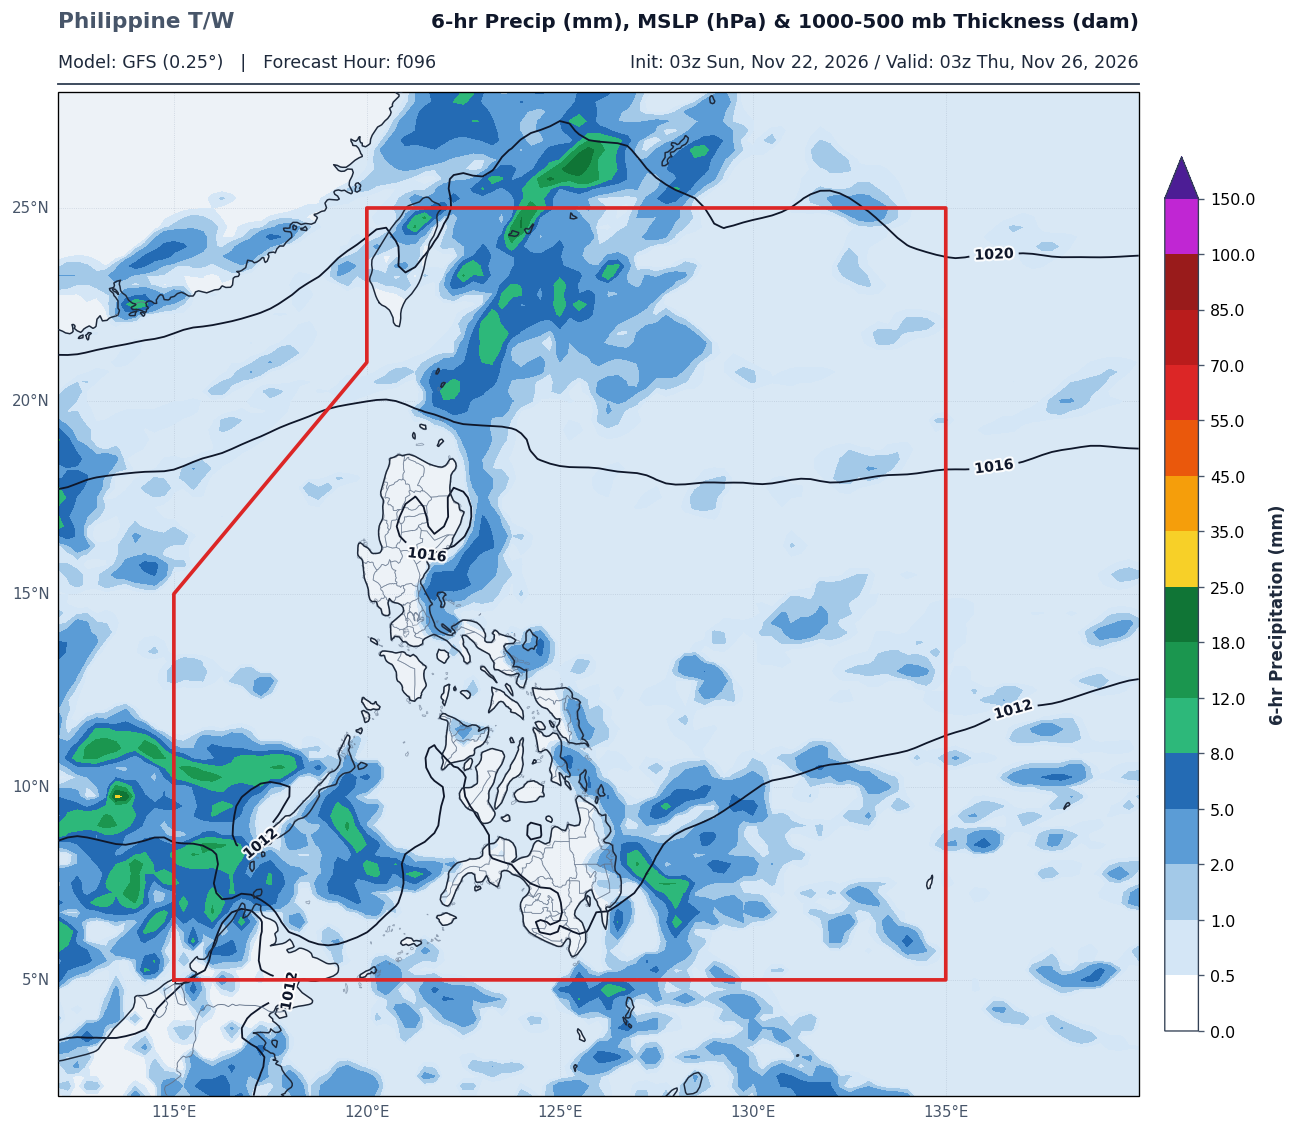 Philippine T/W
6-hr Precip (mm), MSLP (hPa) & 1000-500 mb Thickness (dam)
Model: GFS (0.25°)   |   Forecast Hour: f096
Init: 03z Sun, Nov 22, 2026 / Valid: 03z Thu, Nov 26, 2026
25°N
20°N
15°N
10°N
5°N
115°E
120°E
125°E
130°E
135°E
1020
1016
1016
1012
1012
1012
150.0
100.0
85.0
70.0
55.0
45.0
35.0
25.0
18.0
12.0
8.0
5.0
2.0
1.0
0.5
0.0
6-hr Precipitation (mm)